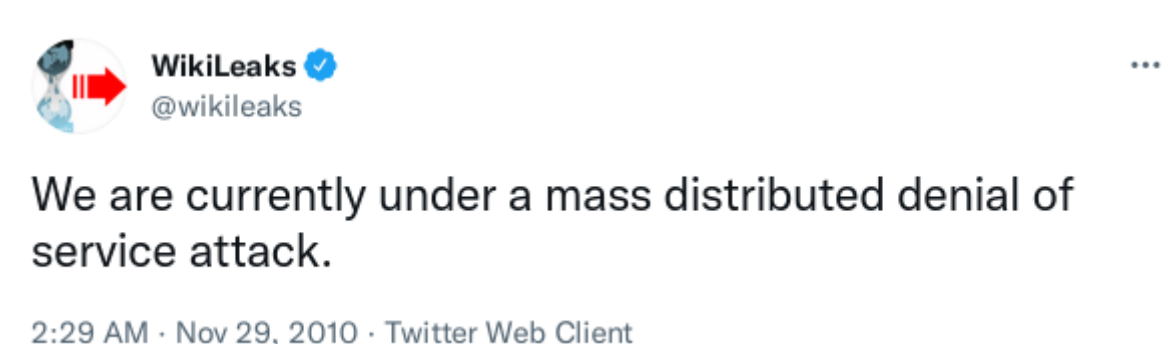 WikiLeaks
@wikileaks
We are currently under a mass distributed denial of
service attack.
2:29 AM · Nov 29, 2010 · Twitter Web Client